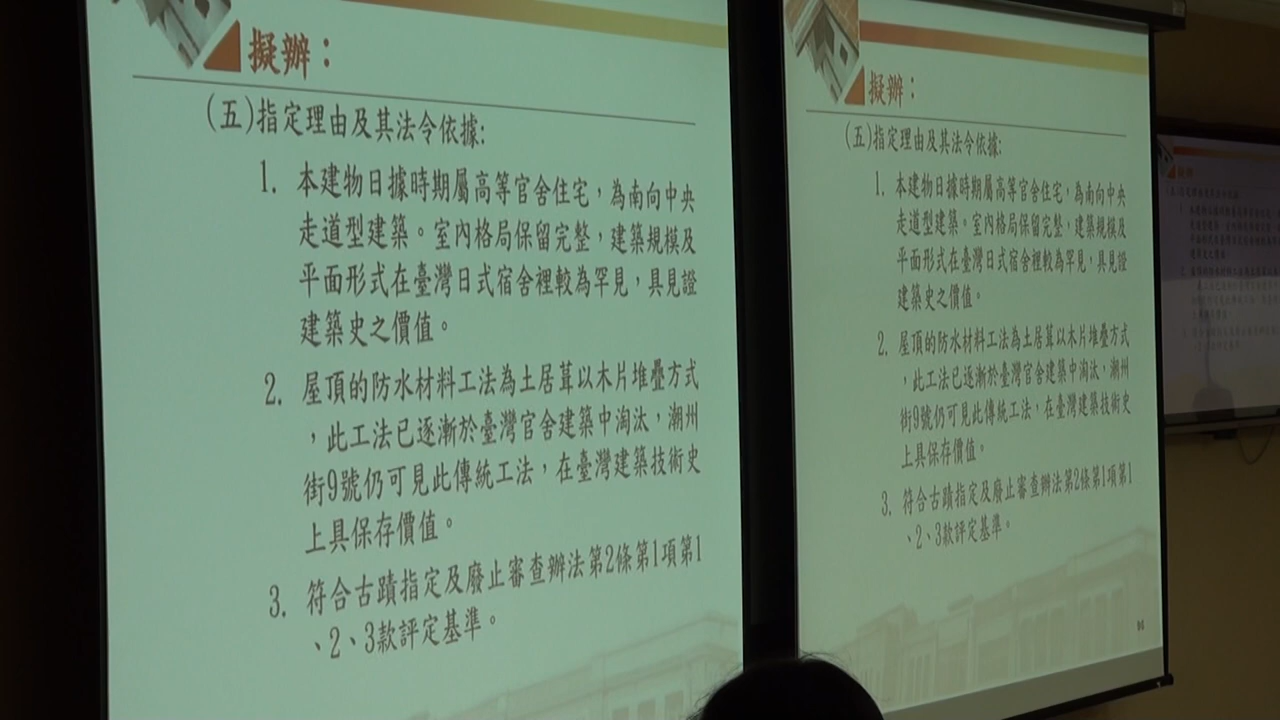 擬辦：
(五)指定理由及其法令依據:
1. 本建物日據時期屬高等官舍住宅，為南向中央
走道型建築。室內格局保留完整，建築規模及
平面形式在臺灣日式宿舍裡較為罕見，具見證
建築史之價值。
2. 屋頂的防水材料工法為土居葺以木片堆疊方式
，此工法已逐漸於臺灣官舍建築中淘汰，潮州
街9號仍可見此傳統工法，在臺灣建築技術史
上具保存價值。
3. 符合古蹟指定及廢止審查辦法第2條第1項第1
、2、3款評定基準。
擬辦：
(五)指定理由及其法令依據:
1. 本建物日據時期屬高等官舍住宅，為南向中央
走道型建築。室內格局保留完整，建築規模及
平面形式在臺灣日式宿舍裡較為罕見，具見證
建築史之價值。
2. 屋頂的防水材料工法為土居葺以木片堆疊方式
，此工法已逐漸於臺灣官舍建築中淘汰，潮州
街9號仍可見此傳統工法，在臺灣建築技術史
上具保存價值。
3. 符合古蹟指定及廢止審查辦法第2條第1項第1
、2、3款評定基準。